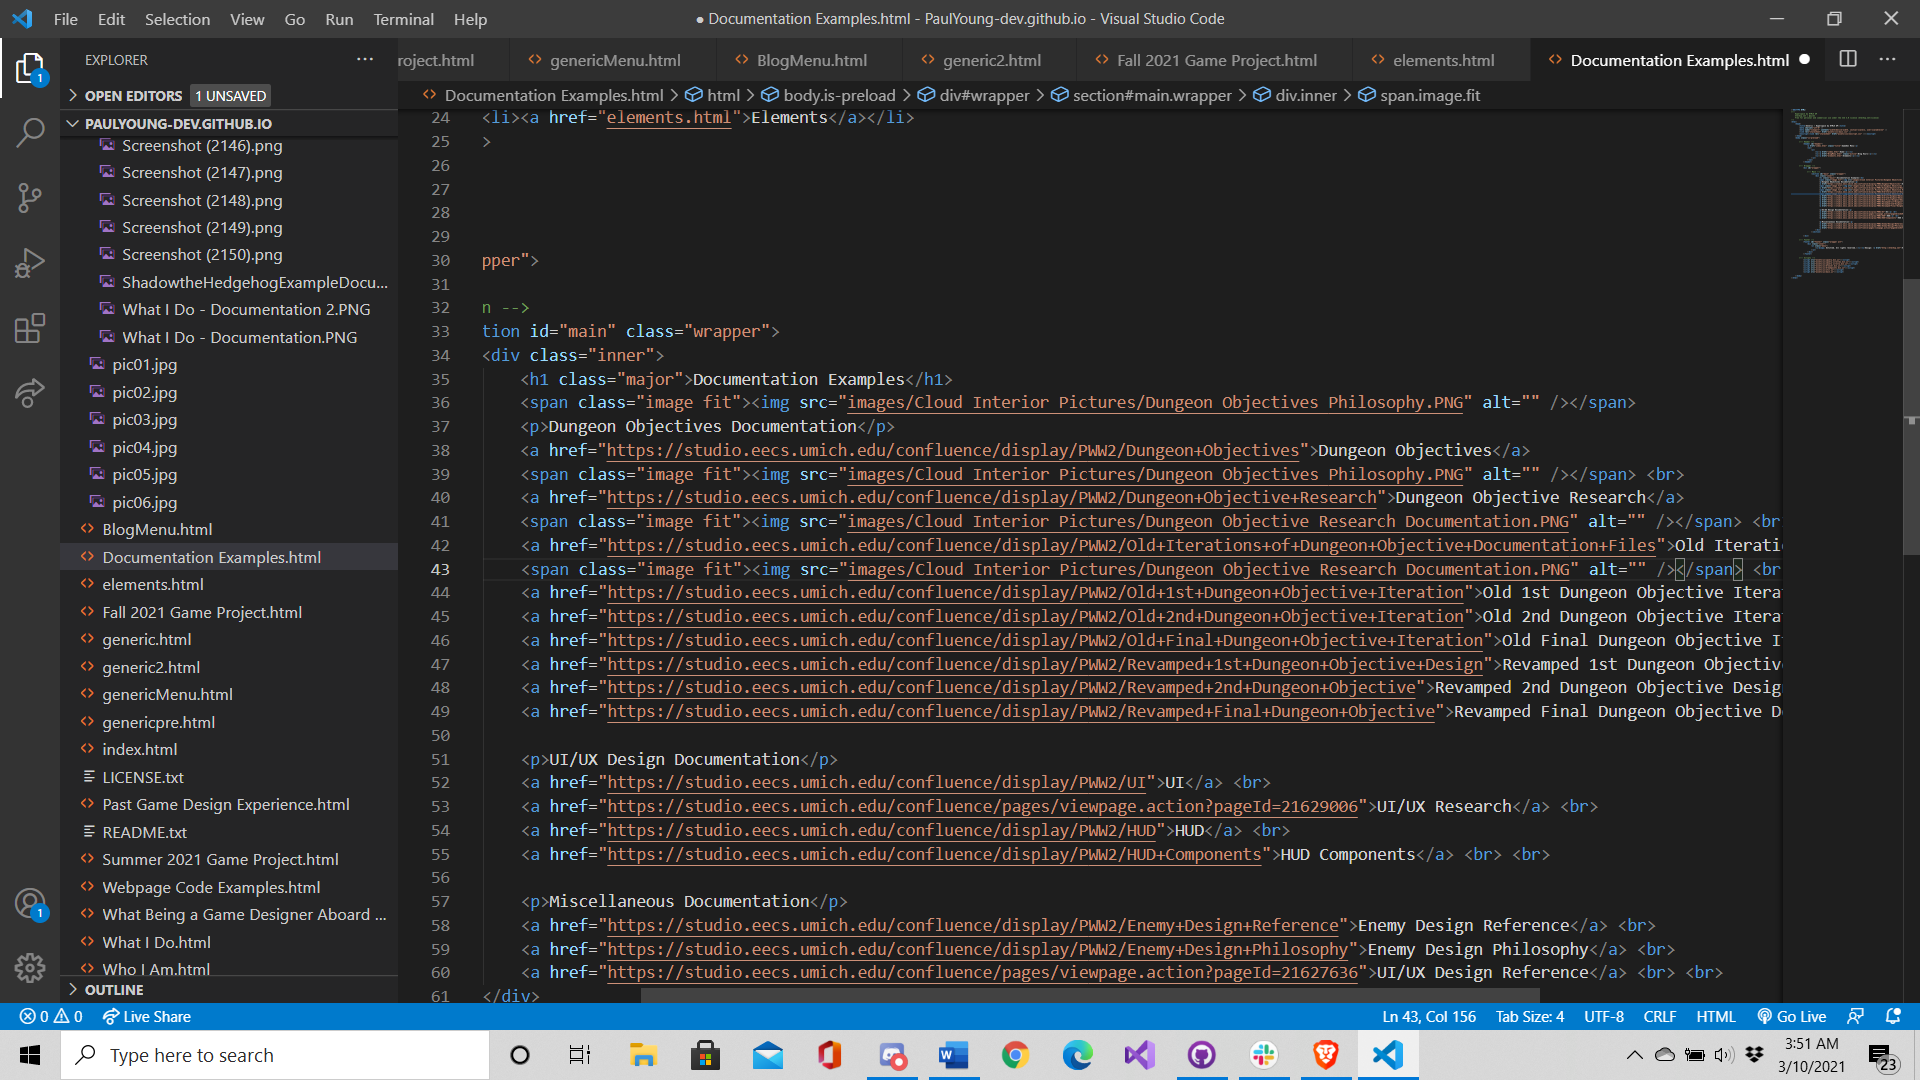 File Edit Selection View Go Run Terminal Help
● Documentation Examples.html - PaulYoung-dev.github.io - Visual Studio Code
EXPLORER
roject.html genericMenu.html BlogMenu.html generic2.html Fall 2021 Game Project.html elements.html Documentation Examples.html
OPEN EDITORS 1 UNSAVED
Documentation Examples.html > html > body.is-preload > div#wrapper > section#main.wrapper > div.inner > span.image.fit
PAULYOUNG-DEV.GITHUB.IO
Screenshot (2146).png
Screenshot (2147).png
Screenshot (2148).png
Screenshot (2149).png
Screenshot (2150).png
ShadowtheHedgehogExampleDocu...
What I Do - Documentation 2.PNG
What I Do - Documentation.PNG
pic01.jpg
pic02.jpg
pic03.jpg
pic04.jpg
pic05.jpg
pic06.jpg
BlogMenu.html
Documentation Examples.html
elements.html
Fall 2021 Game Project.html
generic.html
generic2.html
genericMenu.html
genericpre.html
index.html
LICENSE.txt
Past Game Design Experience.html
README.txt
Summer 2021 Game Project.html
Webpage Code Examples.html
What Being a Game Designer Aboard ...
What I Do.html
Who I Am.html
OUTLINE
24 <li><a href="elements.html">Elements</a></li>
25 >
26
27
28
29
30 pper">
31
32 n -->
33 tion id="main" class="wrapper">
34 <div class="inner">
35 <h1 class="major">Documentation Examples</h1>
36 <span class="image fit"><img src="images/Cloud Interior Pictures/Dungeon Objectives Philosophy.PNG" alt="" /></span>
37 <p>Dungeon Objectives Documentation</p>
38 <a href="https://studio.eecs.umich.edu/confluence/display/PWW2/Dungeon+Objectives">Dungeon Objectives</a>
39 <span class="image fit"><img src="images/Cloud Interior Pictures/Dungeon Objectives Philosophy.PNG" alt="" /></span> <br>
40 <a href="https://studio.eecs.umich.edu/confluence/display/PWW2/Dungeon+Objective+Research">Dungeon Objective Research</a>
41 <span class="image fit"><img src="images/Cloud Interior Pictures/Dungeon Objective Research Documentation.PNG" alt="" /></span> <br
42 <a href="https://studio.eecs.umich.edu/confluence/display/PWW2/Old+Iterations+of+Dungeon+Objective+Documentation+Files">Old Iterati
43 <span class="image fit"><img src="images/Cloud Interior Pictures/Dungeon Objective Research Documentation.PNG" alt="" /></span> <br
44 <a href="https://studio.eecs.umich.edu/confluence/display/PWW2/Old+1st+Dungeon+Objective+Iteration">Old 1st Dungeon Objective Itera
45 <a href="https://studio.eecs.umich.edu/confluence/display/PWW2/Old+2nd+Dungeon+Objective+Iteration">Old 2nd Dungeon Objective Itera
46 <a href="https://studio.eecs.umich.edu/confluence/display/PWW2/Old+Final+Dungeon+Objective+Iteration">Old Final Dungeon Objective I
47 <a href="https://studio.eecs.umich.edu/confluence/display/PWW2/Revamped+1st+Dungeon+Objective+Design">Revamped 1st Dungeon Objectiv
48 <a href="https://studio.eecs.umich.edu/confluence/display/PWW2/Revamped+2nd+Dungeon+Objective">Revamped 2nd Dungeon Objective Desig
49 <a href="https://studio.eecs.umich.edu/confluence/display/PWW2/Revamped+Final+Dungeon+Objective">Revamped Final Dungeon Objective D
50
51 <p>UI/UX Design Documentation</p>
52 <a href="https://studio.eecs.umich.edu/confluence/display/PWW2/UI">UI</a> <br>
53 <a href="https://studio.eecs.umich.edu/confluence/pages/viewpage.action?pageId=21629006">UI/UX Research</a> <br>
54 <a href="https://studio.eecs.umich.edu/confluence/display/PWW2/HUD">HUD</a> <br>
55 <a href="https://studio.eecs.umich.edu/confluence/display/PWW2/HUD+Components">HUD Components</a> <br> <br>
56
57 <p>Miscellaneous Documentation</p>
58 <a href="https://studio.eecs.umich.edu/confluence/display/PWW2/Enemy+Design+Reference">Enemy Design Reference</a> <br>
59 <a href="https://studio.eecs.umich.edu/confluence/display/PWW2/Enemy+Design+Philosophy">Enemy Design Philosophy</a> <br>
60 <a href="https://studio.eecs.umich.edu/confluence/pages/viewpage.action?pageId=21627636">UI/UX Design Reference</a> <br> <br>
61 </div>
0 0 Live Share Ln 43, Col 156 Tab Size: 4 UTF-8 CRLF HTML Go Live
Type here to search
3:51 AM
3/10/2021
23